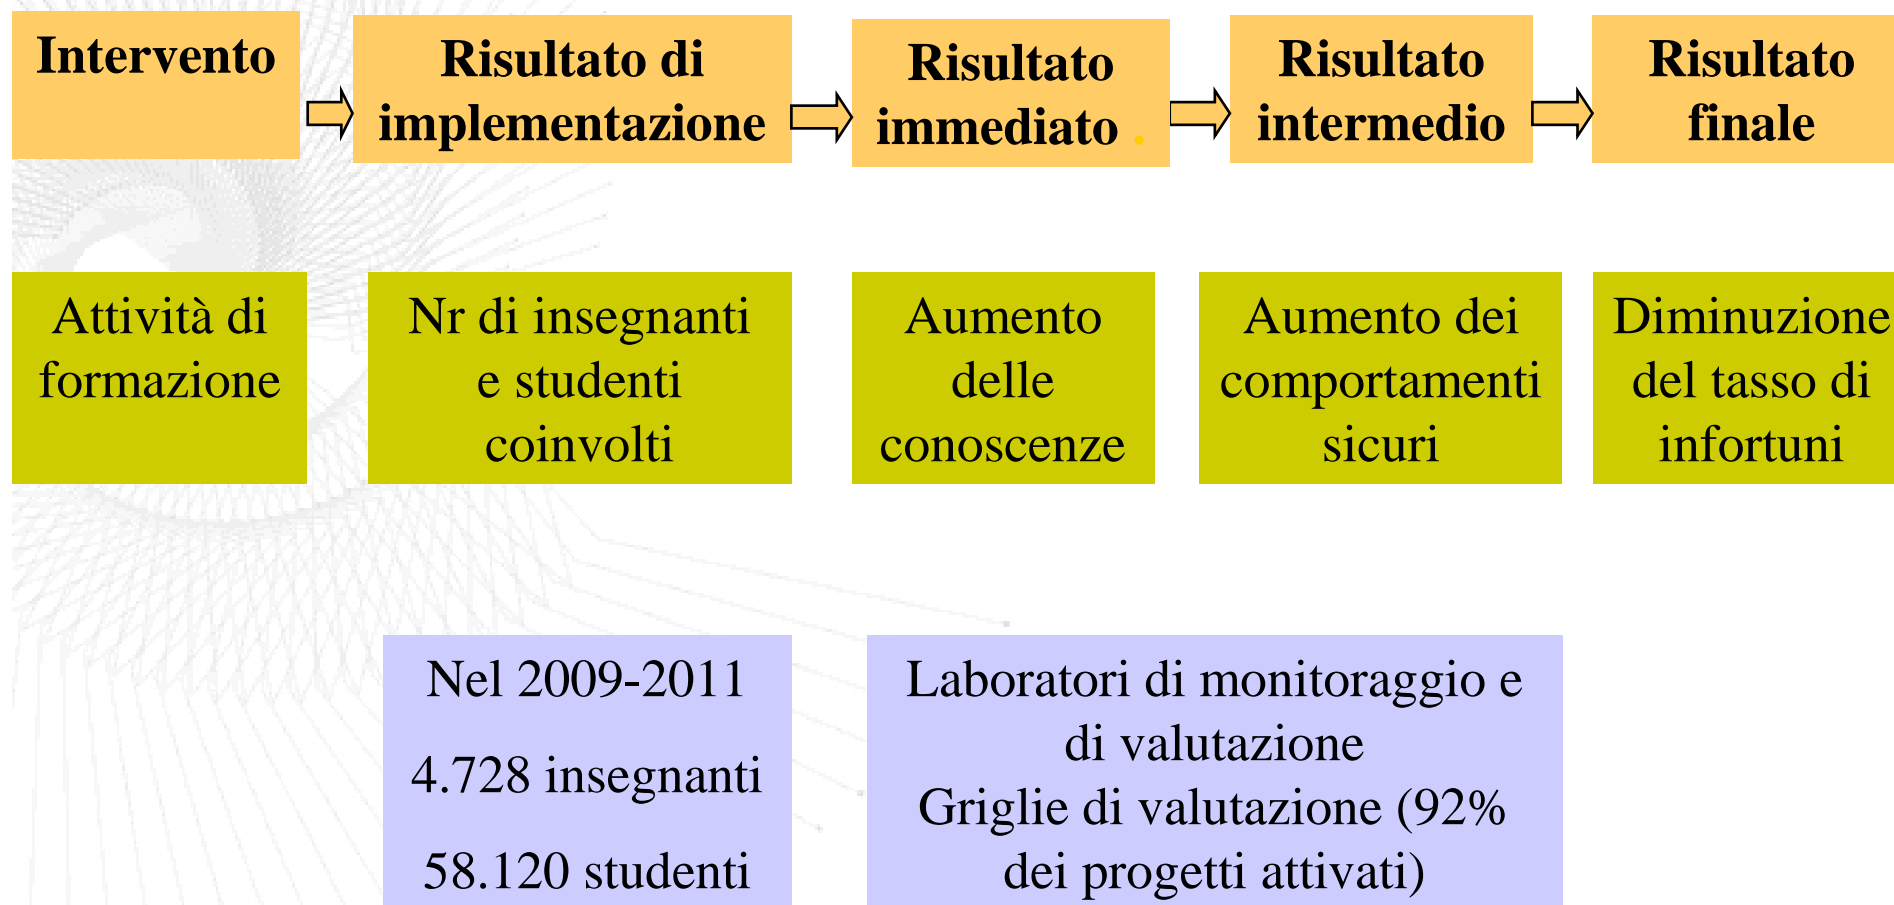 Intervento
Risultato di
implementazione
Risultato
immediato .
Risultato
intermedio
Risultato
finale
Attività di
formazione
Nr di insegnanti
e studenti
coinvolti
Aumento
delle
conoscenze
Aumento dei
comportamenti
sicuri
Diminuzione
del tasso di
infortuni
Nel 2009-2011
4.728 insegnanti
58.120 studenti
Laboratori di monitoraggio e
di valutazione
Griglie di valutazione (92%
dei progetti attivati)